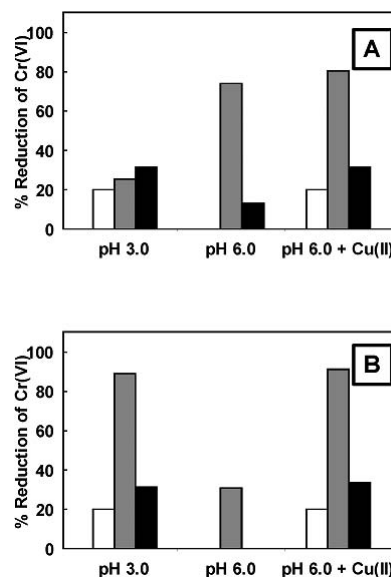 A
% Reduction of Cr(VI)
100
80
60
40
20
0
pH 3.0 pH 6.0 pH 6.0 + Cu(II)
B
% Reduction of Cr(VI)
100
80
60
40
20
0
pH 3.0 pH 6.0 pH 6.0 + Cu(II)